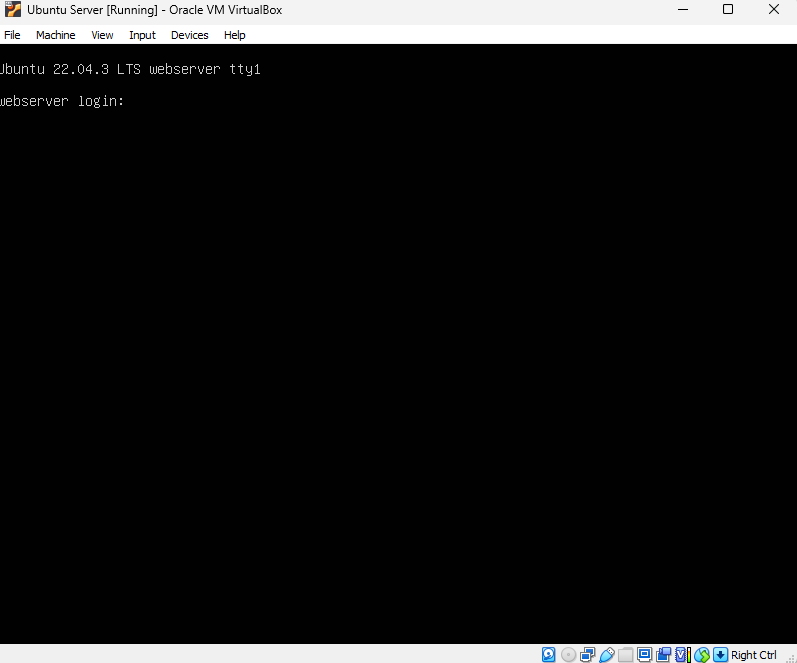 Ubuntu Server [Running] - Oracle VM VirtualBox
File Machine View Input Devices Help
Ubuntu 22.04.3 LTS webserver tty1
webserver login:
Right Ctrl